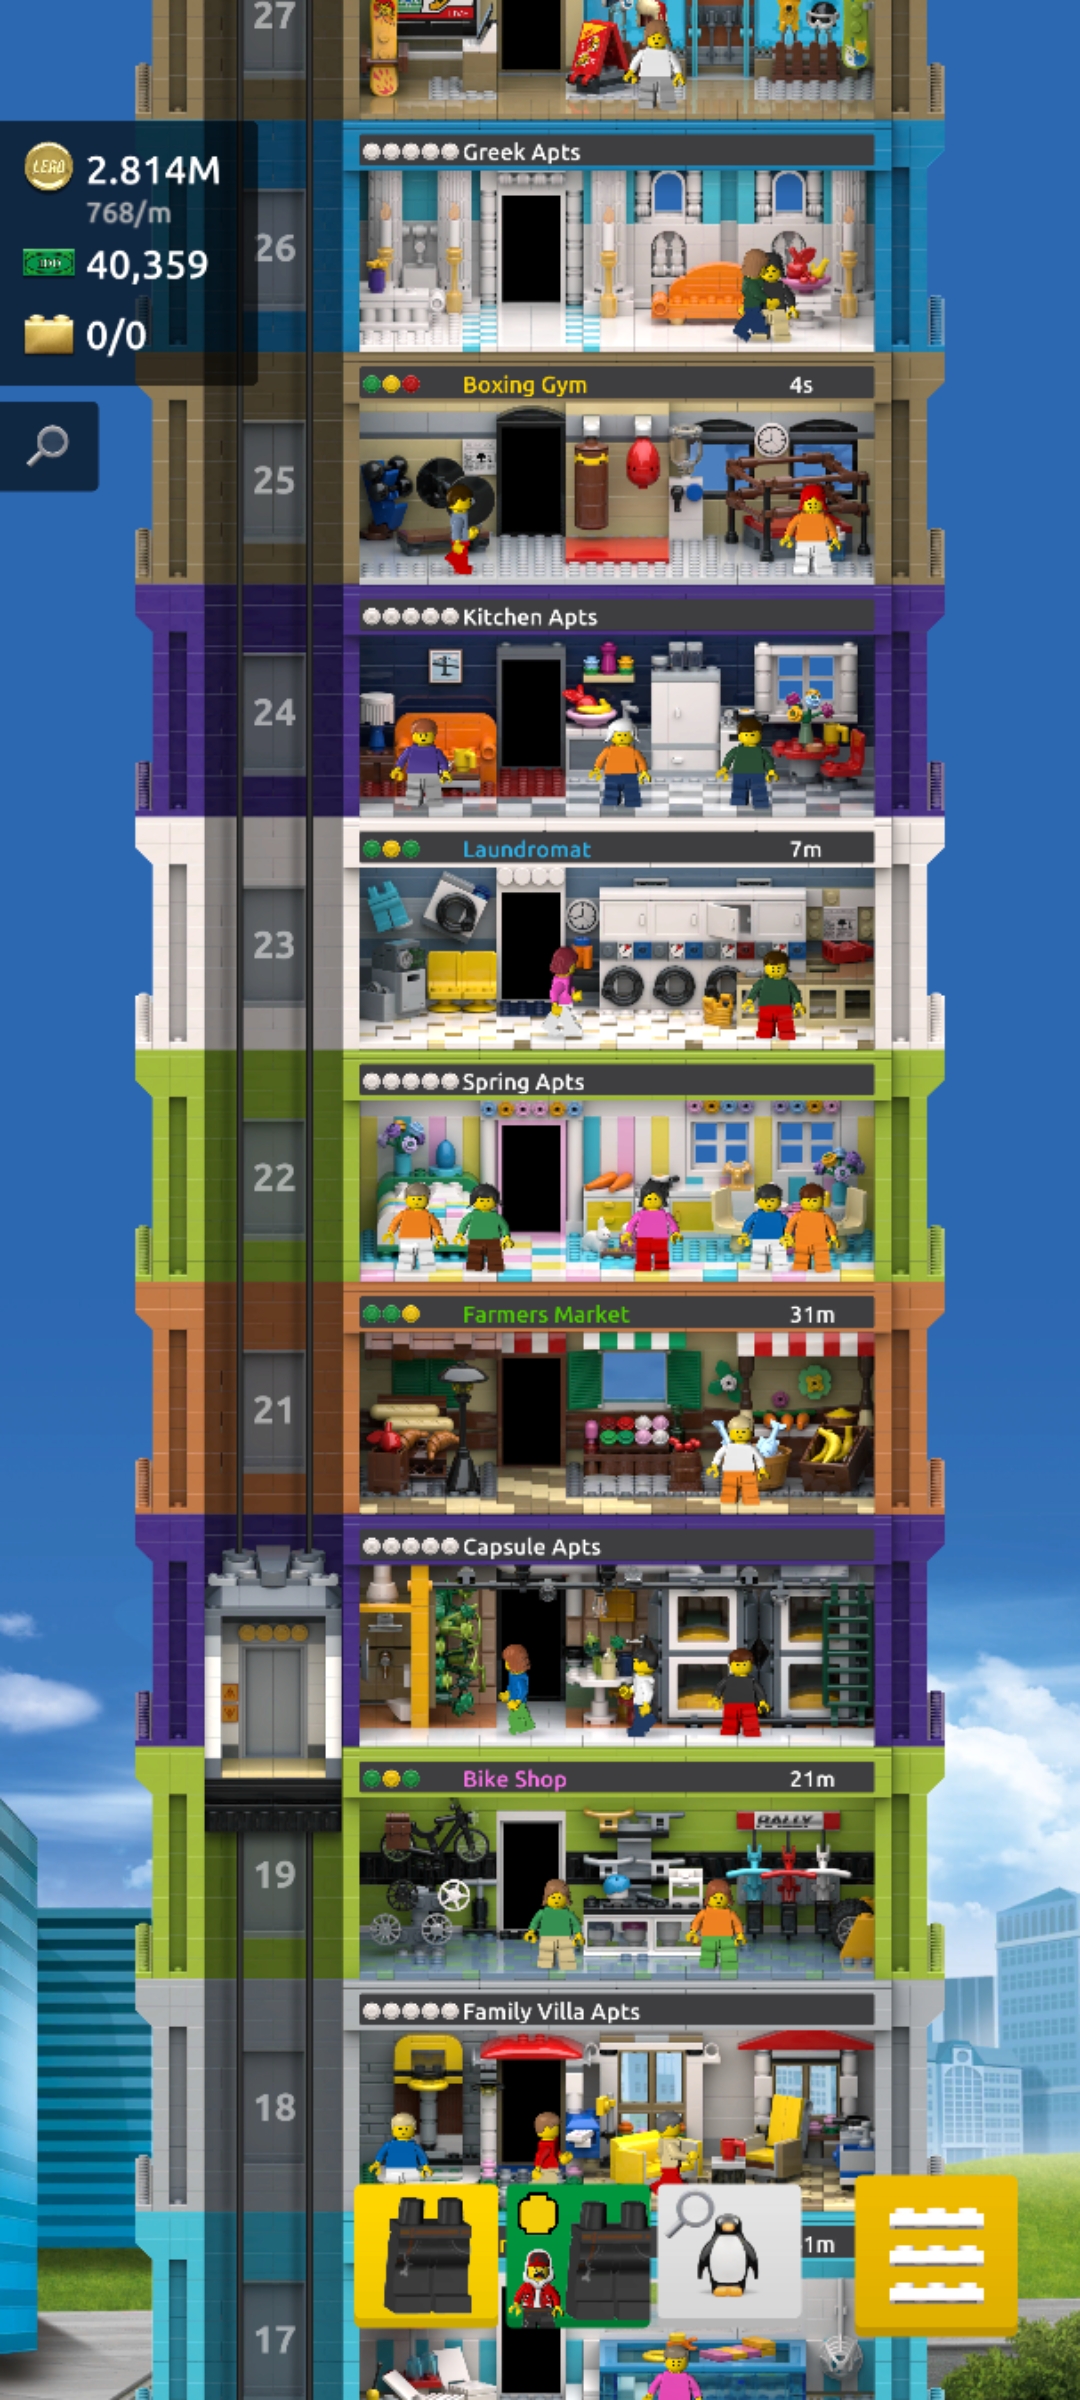 27
LEGO
2.814M
768/m
40,359
0/0
Greek Apts
26
Boxing Gym 4s
25
Kitchen Apts
24
Laundromat 7m
23
Spring Apts
22
Farmers Market 31m
21
Capsule Apts
Bike Shop 21m
RALLY
19
Family Villa Apts
18
1m
17